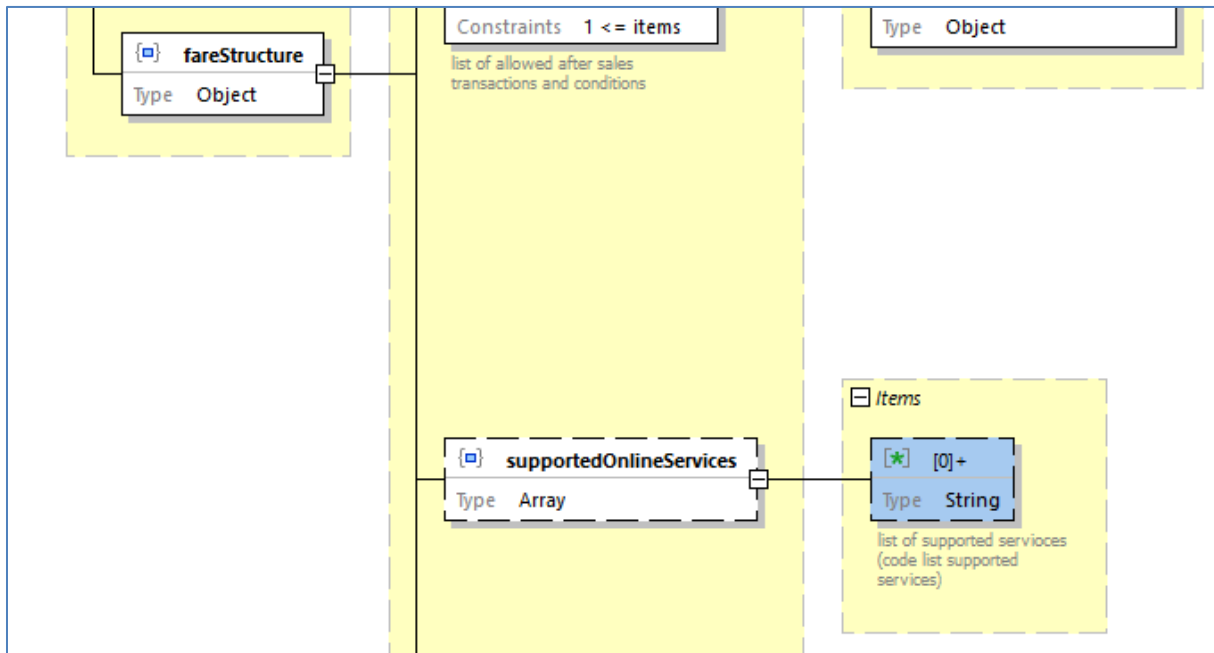 Constraints 1 <= items
list of allowed after sales
transactions and conditions
Type Object
{} fareStructure
Type Object
Items
{} supportedOnlineServices
Type Array
[*] [0]+
Type String
list of supported servioces
(code list supported
services)